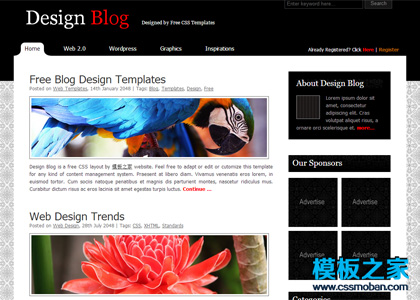 Design Blog
Designed by Free CSS Templates
Enter keyword here...
Search
Home
Web 2.0
Wordpress
Graphics
Inspirations
Already Registered? Click here | Register
Free Blog Design Templates
Posted on Web Templates, 14th January 2048 | Tags: Blog, Templates, Design, Free
Design Blog is a free CSS layout by 模板之家 website. Feel free to adapt or edit or cutomize this template
for any kind of content management system. Praesent at libero diam. Vivamus venenatis eros lorem, in
euismod tortor. Cum sociis natoque penatibus et magnis dis parturient montes, nascetur ridiculus mus.
Curabitur dictum risus ac eros lacinia sit amet egestas turpis luctus. Continue ...
Web Design Trends
Posted on Web Design, 28th July 2048 | Tags: CSS, XHTML, Standards
About Design Blog
Lorem ipsum dolor sit
amet, consectetur
adipiscing elit. Cras
volutpat aliquet risus, a
ornare orci scelerisque et. more...
Our Sponsors
Advertise
Advertise
Advertise
Advertise
Categories
模板之家
www.cssmoban.com